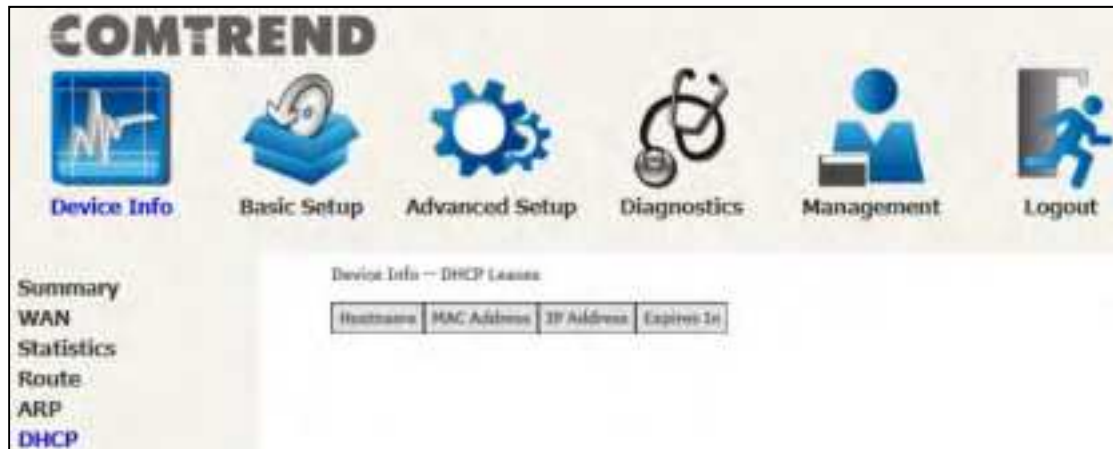 COMTREND
Device Info Basic Setup Advanced Setup Diagnostics Management Logout
Device Info -- DHCP Leases
Hostname MAC Address IP Address Expires In
Summary
WAN
Statistics
Route
ARP
DHCP